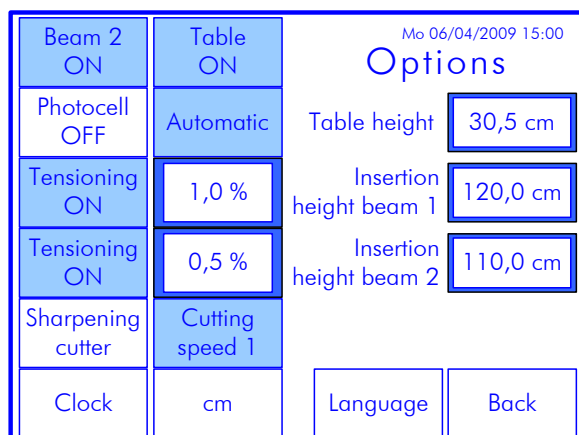 Beam 2
ON
Table
ON
Mo 06/04/2009 15:00
Options
Photocell
OFF
Automatic
Table height
30,5 cm
Tensioning
ON
1,0 %
Insertion
height beam 1
120,0 cm
Tensioning
ON
0,5 %
Insertion
height beam 2
110,0 cm
Sharpening
cutter
Cutting
speed 1
Clock
cm
Language
Back